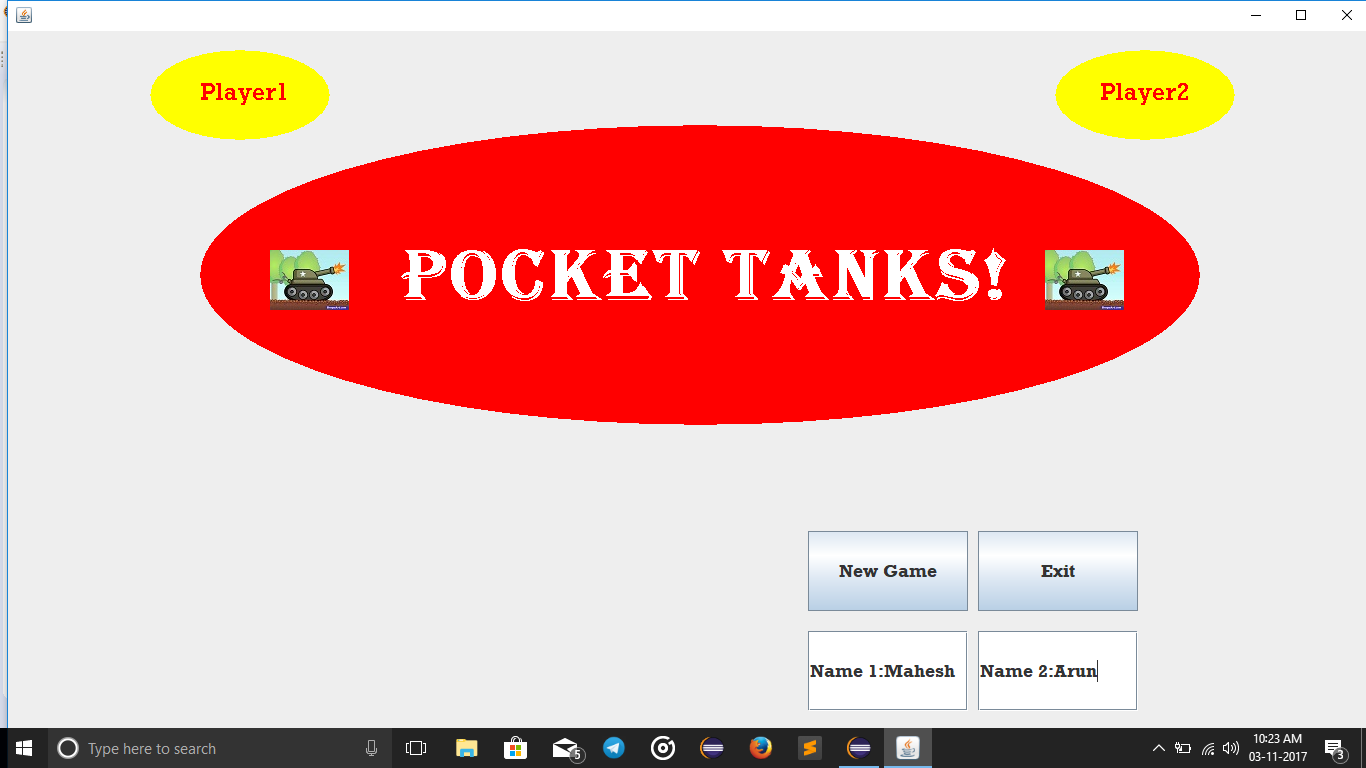 Player1
Player2
POCKET TANKS!
New Game
Exit
Name 1:Mahesh
Name 2:Arun
Type here to search
5
10:23 AM
03-11-2017
3